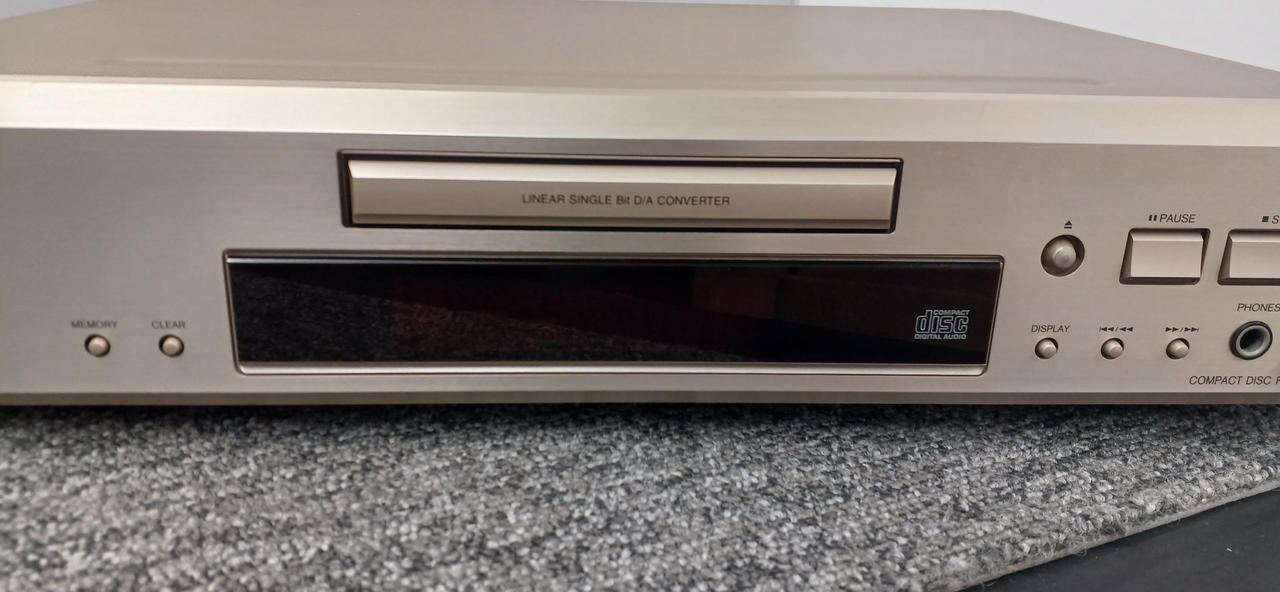 LINEAR SINGLE Bit D/A CONVERTER
PAUSE
S
MEMORY
CLEAR
COMPACT
disc
DIGITAL AUDIO
DISPLAY
PHONES
COMPACT DISC